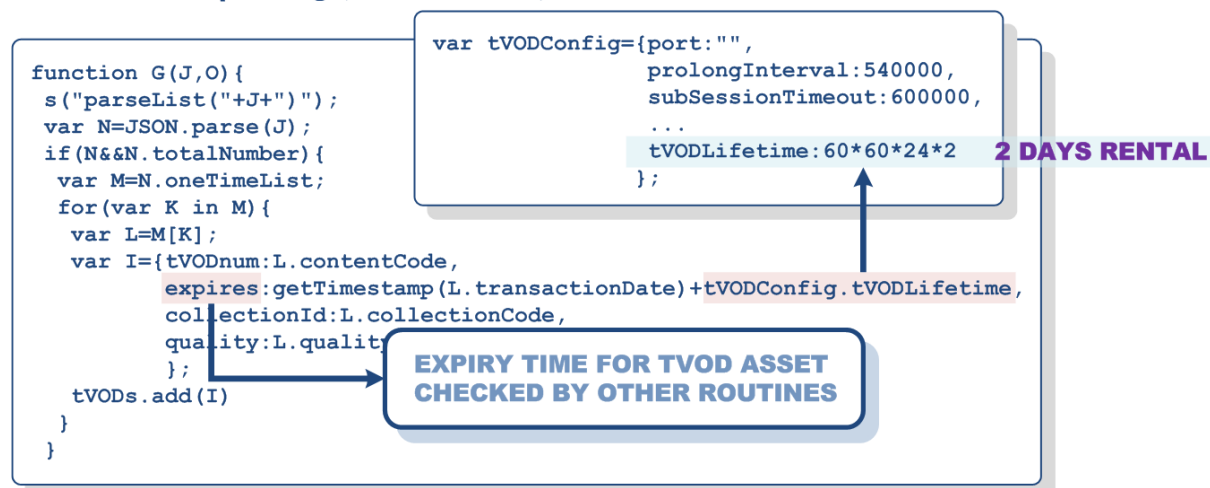 var tVODConfig={port:"",
prolongInterval:540000,
subSessionTimeout:600000,
...
tVODLifetime:60*60*24*2 2 DAYS RENTAL
};
function G(J,O){
s("parseList("+J+")");
var N=JSON.parse(J);
if(N&&N.totalNumber){
var M=N.oneTimeList;
for(var K in M){
var L=M[K];
var I={tVODnum:L.contentCode,
expires:getTimestamp(L.transactionDate)+tVODConfig.tVODLifetime,
collectionId:L.collectionCode,
quality:L.quality
};
tVODs.add(I)
}
}
EXPIRY TIME FOR TVOD ASSET
CHECKED BY OTHER ROUTINES